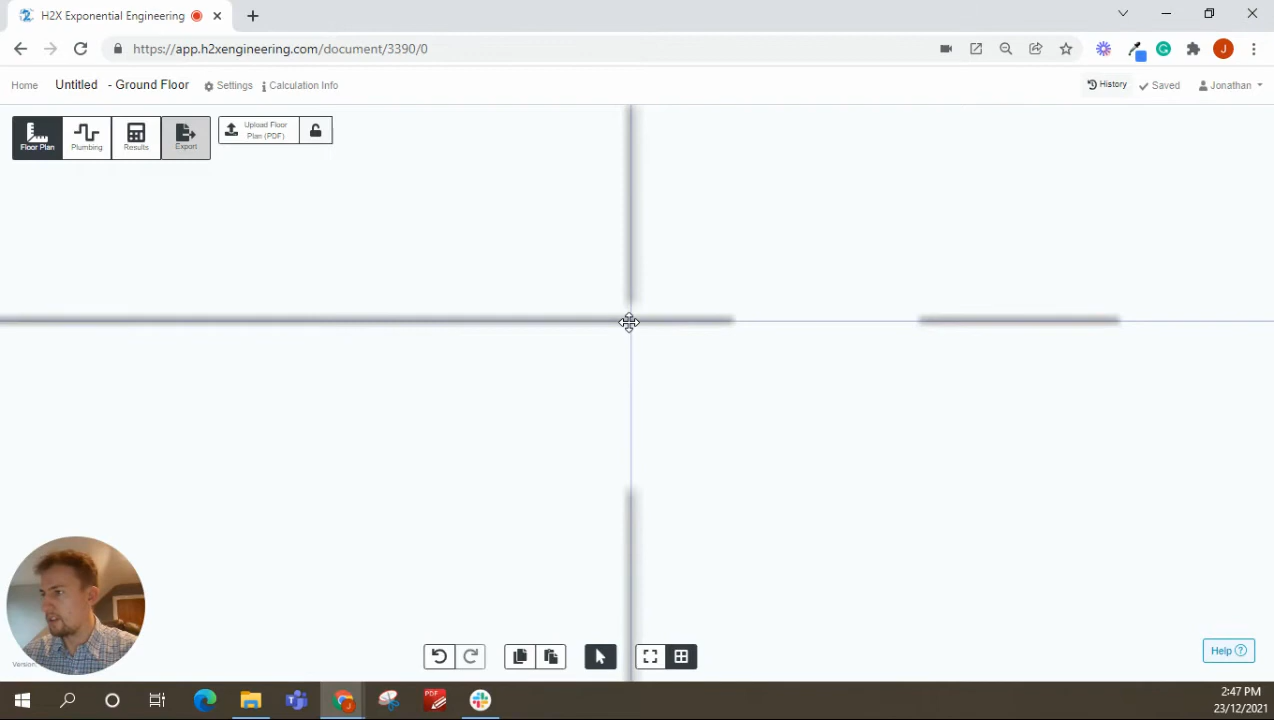 H2X Exponential Engineering
https://app.h2xengineering.com/document/3390/0
Home
Untitled - Ground Floor
Settings
Calculation Info
History
Saved
Jonathan
Floor Plan
Plumbing
Results
Export
Upload Floor
Plan (PDF)
Version:
Help
2:47 PM
23/12/2021